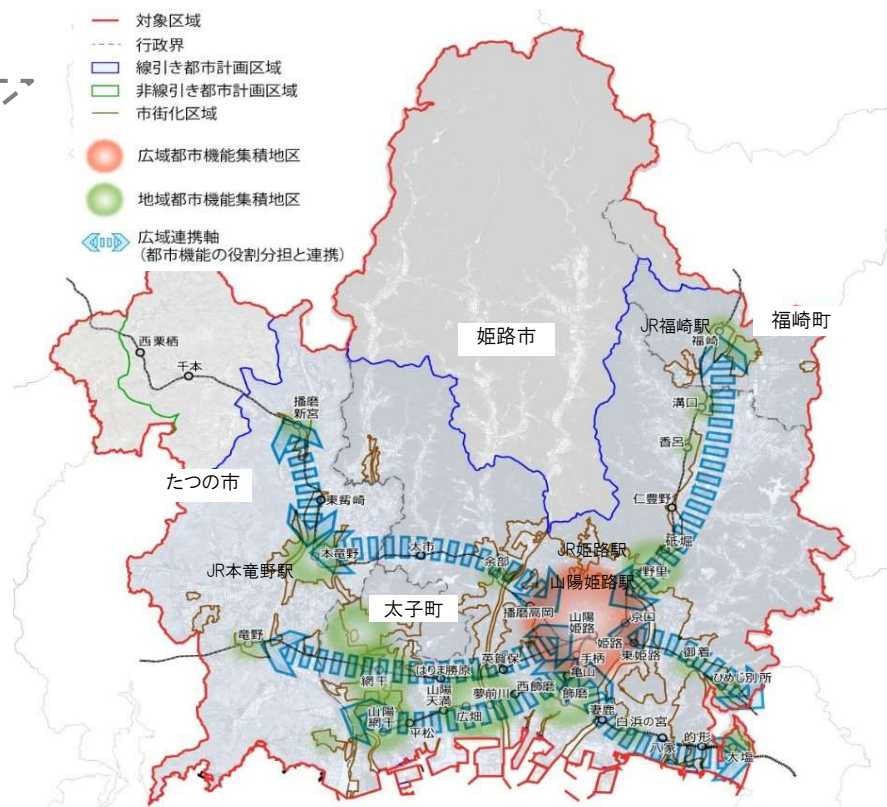 対象区域
行政界
線引き都市計画区域
非線引き都市計画区域
市街化区域
広域都市機能集積地区
地域都市機能集積地区
広域連携軸
(都市機能の役割分担と連携)
姫路市
JR福崎駅
福崎町
福崎
西栗栖
千本
溝口
播磨
新宮
香呂
たつの市
東觜崎
仁豊野
砥堀
本竜野
太市
余部
JR姫路駅
野里
JR本竜野駅
山陽姫路駅
太子町
播磨高岡
山陽
姫路
京口
姫路
東姫路
御着
竜野
網干
はりま勝原
英賀保
手柄
亀山
ひめじ別所
山陽
天満
西飾磨
飾磨
夢前川
山陽
網干
広畑
平松
妻鹿
白浜の宮
八家
的形
大塩